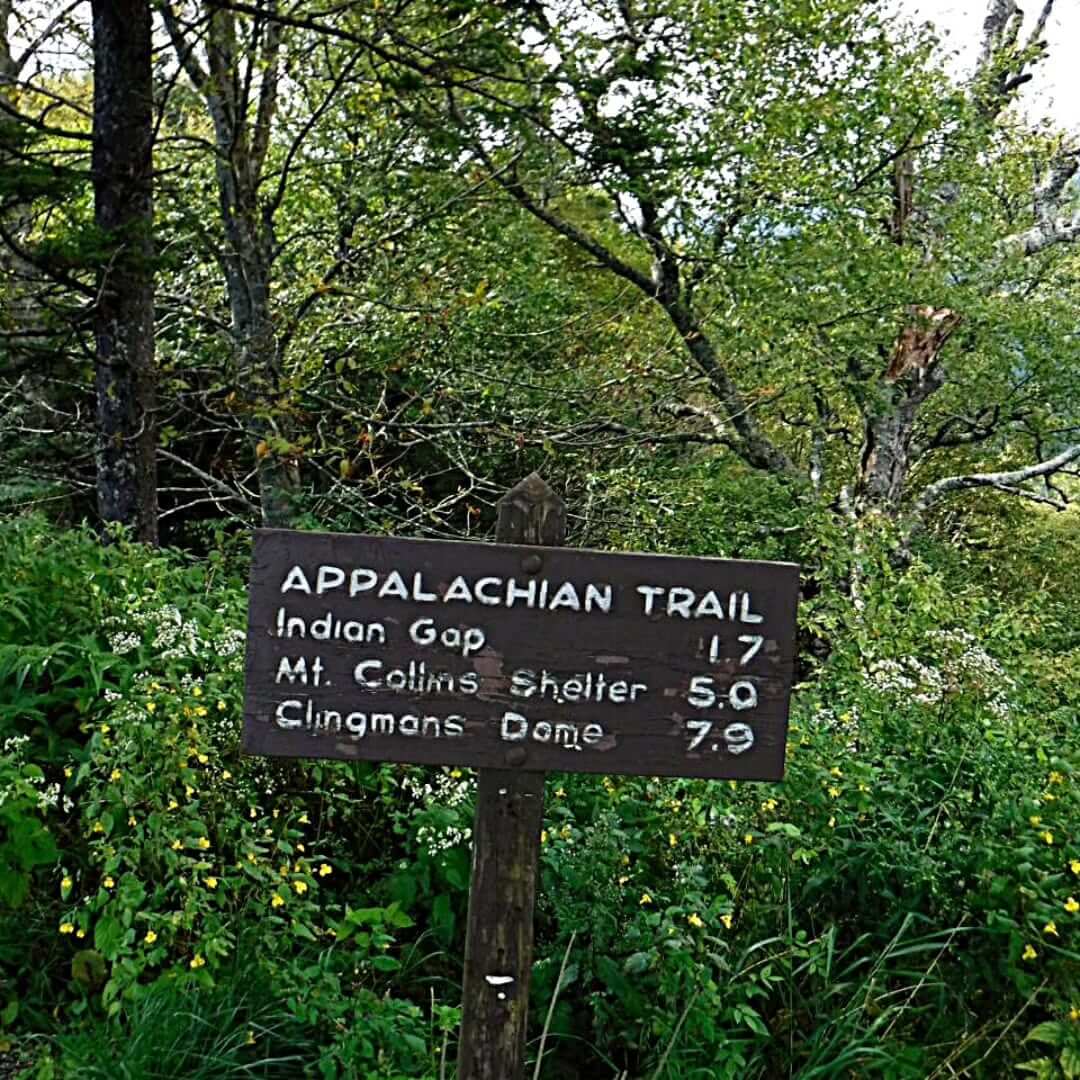 APPALACHIAN TRAIL
Indian Gap 1.7
Mt. Collins Shelter 5.0
Clingmans Dome 7.9